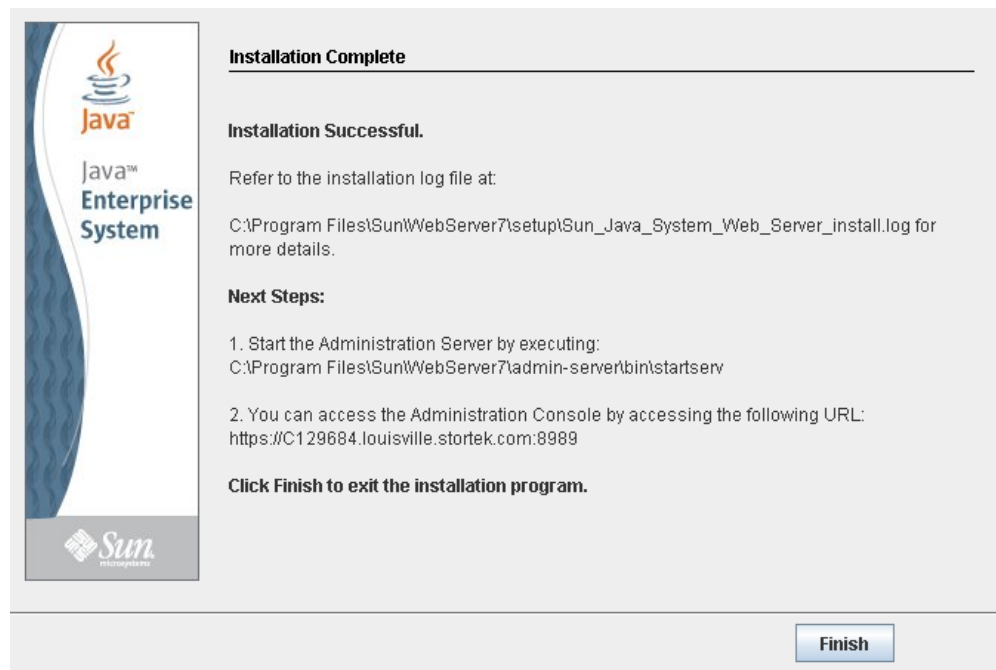 Java™
Java™
Enterprise
System
Sun
microsystems
Installation Complete
Installation Successful.
Refer to the installation log file at:
C:\Program Files\Sun\WebServer7\setup\Sun_Java_System_Web_Server_install.log for
more details.
Next Steps:
1. Start the Administration Server by executing:
C:\Program Files\Sun\WebServer7\admin-server\bin\startserv
2. You can access the Administration Console by accessing the following URL:
https://C129684.louisville.stortek.com:8989
Click Finish to exit the installation program.
Finish